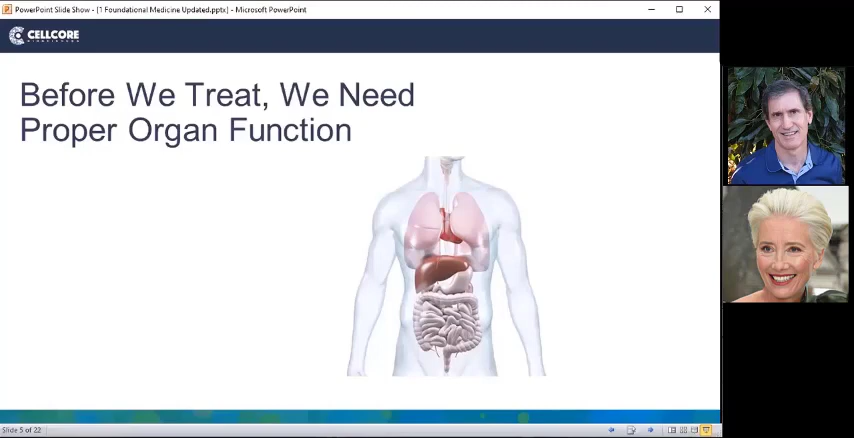 PowerPoint Slide Show - [1 Foundational Medicine Updated.pptx] - Microsoft PowerPoint
CELLCORE
Before We Treat, We Need
Proper Organ Function
Slide 5 of 22